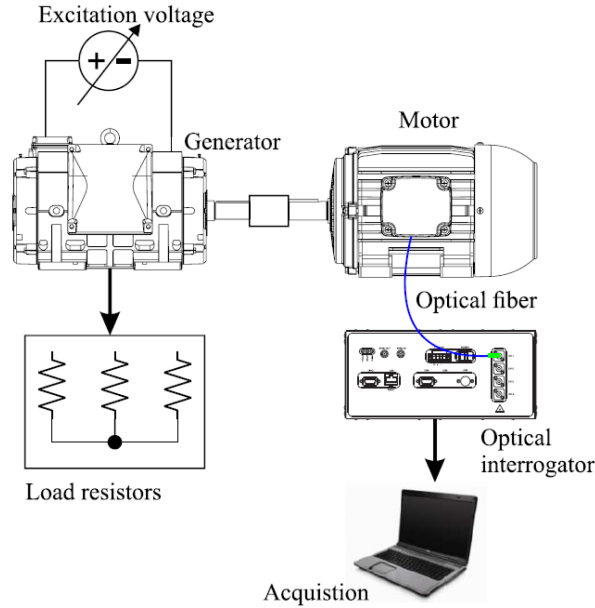 Excitation voltage
Generator
Motor
Optical fiber
Optical
interrogator
Load resistors
Acquistion